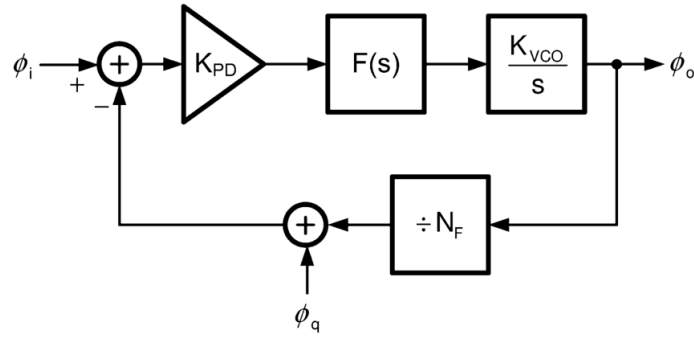 ϕi
+
−
+
KPD
F(s)
KVCO
s
ϕo
÷NF
+
ϕq